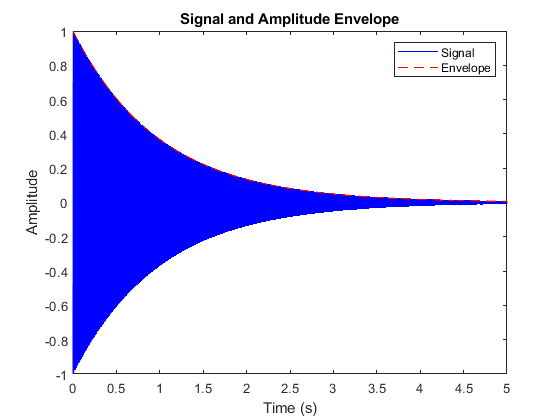 Signal and Amplitude Envelope
Signal
Envelope
1
0.8
0.6
0.4
0.2
0
-0.2
-0.4
-0.6
-0.8
-1
Amplitude
0 0.5 1 1.5 2 2.5 3 3.5 4 4.5 5
Time (s)